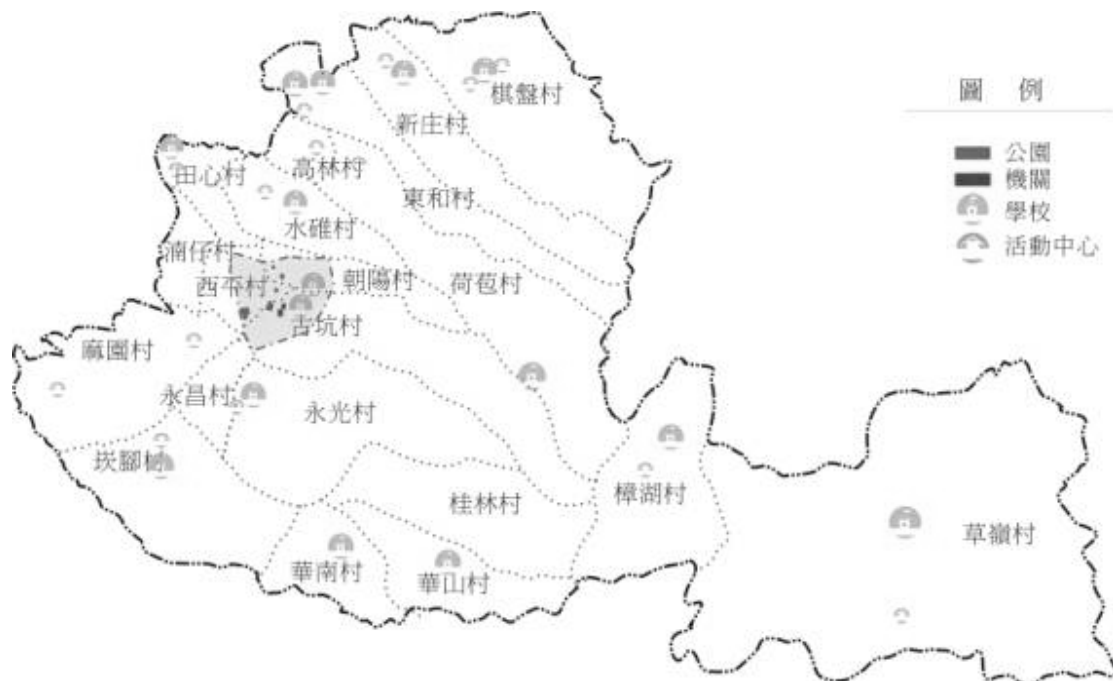 棋盤村
新庄村
高林村
田心村
東和村
水碓村
湳仔村
西平村
朝陽村
荷苞村
古坑村
麻園村
永昌村
永光村
崁腳村
桂林村
樟湖村
草嶺村
華南村
華山村
圖 例
公園
機關
學校
活動中心